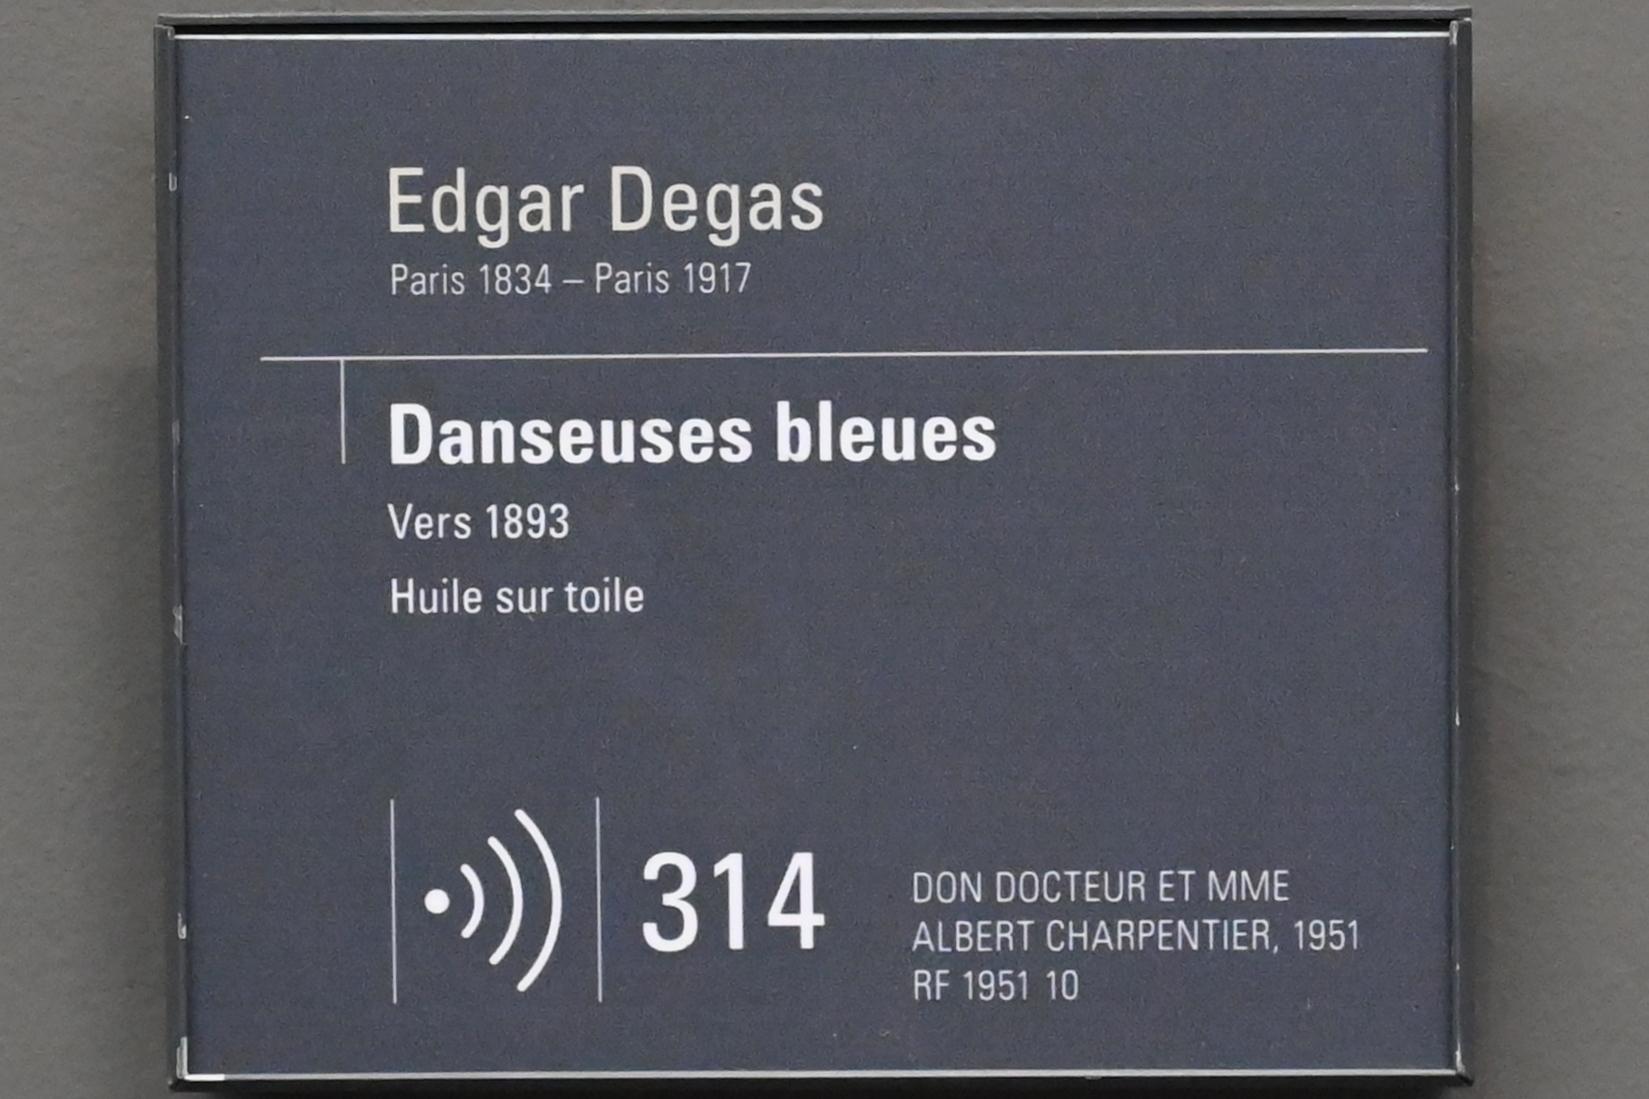 Edgar Degas
Paris 1834 – Paris 1917
Danseuses bleues
Vers 1893
Huile sur toile
314
DON DOCTEUR ET MME
ALBERT CHARPENTIER, 1951
RF 1951 10